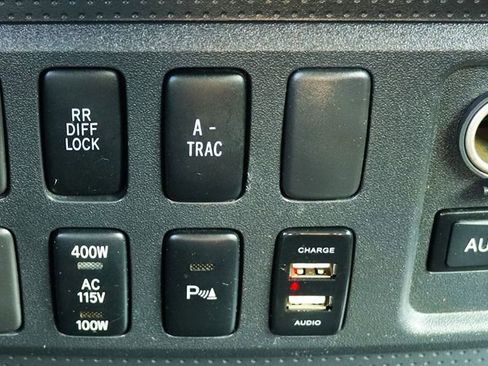 RR
DIFF
LOCK
A -
TRAC
400W
AC
115V
100W
P
CHARGE
AUDIO
AU